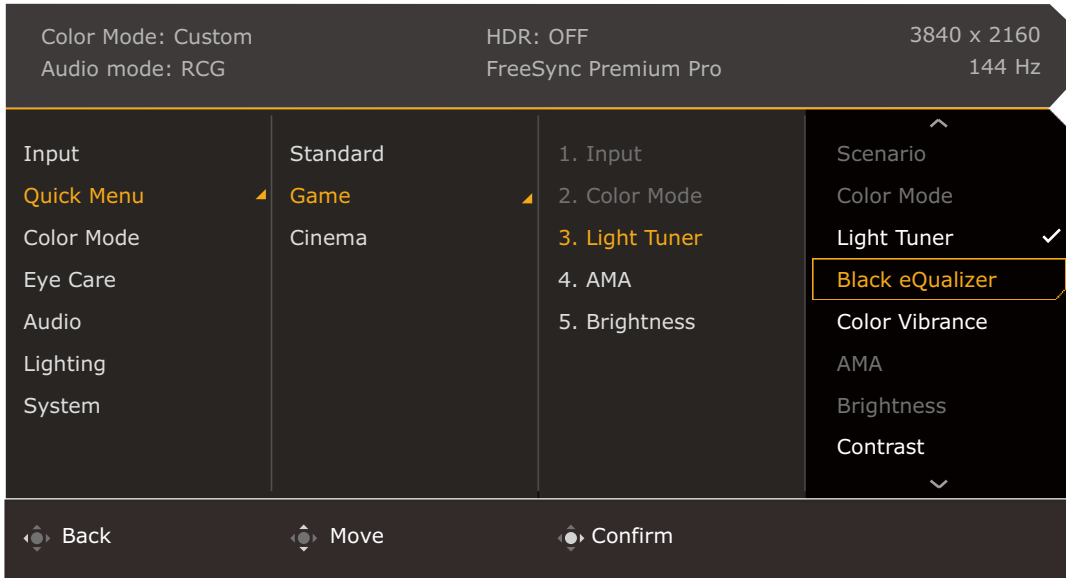 Color Mode: Custom
HDR: OFF
3840 x 2160
Audio mode: RCG
FreeSync Premium Pro
144 Hz
Input
Quick Menu
Color Mode
Eye Care
Audio
Lighting
System
Standard
Game
Cinema
1. Input
2. Color Mode
3. Light Tuner
4. AMA
5. Brightness
Scenario
Color Mode
Light Tuner
Black eQualizer
Color Vibrance
AMA
Brightness
Contrast
Back
Move
Confirm